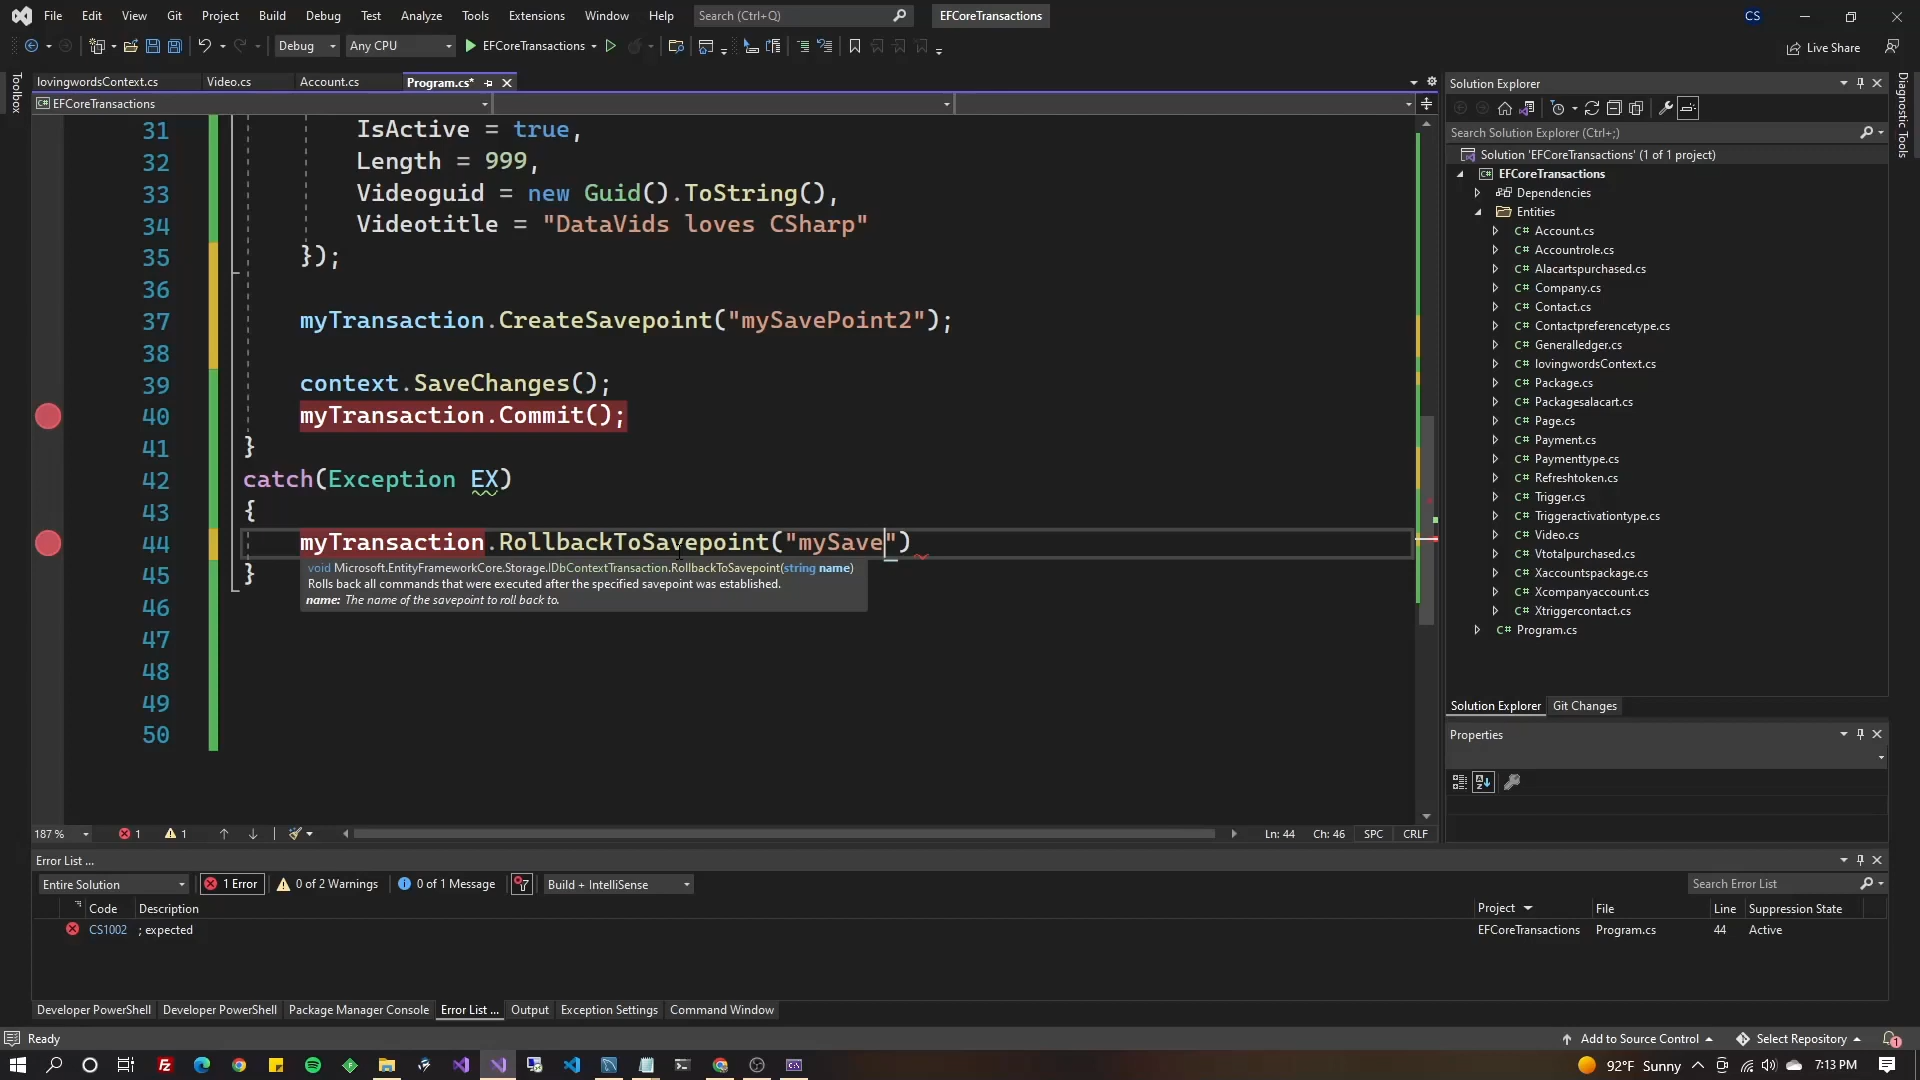 File Edit View Git Project Build Debug Test Analyze Tools Extensions Window Help Search (Ctrl+Q) EFCoreTransactions CS
Debug Any CPU EFCoreTransactions Live Share
Toolbox
lovingwordsContext.cs Video.cs Account.cs Program.cs*
EFCoreTransactions
31 IsActive = true,
32 Length = 999,
33 Videoguid = new Guid().ToString(),
34 Videotitle = "DataVids loves CSharp"
35 });
36
37 myTransaction.CreateSavepoint("mySavePoint2");
38
39 context.SaveChanges();
40 myTransaction.Commit();
41 }
42 catch(Exception EX)
43 {
44 myTransaction.RollbackToSavepoint("mySave")
void Microsoft.EntityFrameworkCore.Storage.IDbContextTransaction.RollbackToSavepoint(string name)
Rolls back all commands that were executed after the specified savepoint was established.
name: The name of the savepoint to roll back to.
45 }
46
47
48
49
50
187 % 1 1 Ln: 44 Ch: 46 SPC CRLF
Solution Explorer
Search Solution Explorer (Ctrl+;)
Solution 'EFCoreTransactions' (1 of 1 project)
EFCoreTransactions
Dependencies
Entities
C# Account.cs
C# Accountrole.cs
C# Alacartspurchased.cs
C# Company.cs
C# Contact.cs
C# Contactpreferencetype.cs
C# Generalledger.cs
C# lovingwordsContext.cs
C# Package.cs
C# Packagesalacart.cs
C# Page.cs
C# Payment.cs
C# Paymenttype.cs
C# Refreshtoken.cs
C# Trigger.cs
C# Triggeractivationtype.cs
C# Video.cs
C# Vtotalpurchased.cs
C# Xaccountspackage.cs
C# Xcompanyaccount.cs
C# Xtriggercontact.cs
C# Program.cs
Solution Explorer Git Changes
Properties
Diagnostic Tools
Error List ...
Entire Solution 1 Error 0 of 2 Warnings 0 of 1 Message Build + IntelliSense Search Error List
Code Description Project File Line Suppression State
CS1002 ; expected EFCoreTransactions Program.cs 44 Active
Developer PowerShell Developer PowerShell Package Manager Console Error List ... Output Exception Settings Command Window
Ready Add to Source Control Select Repository 1
92°F Sunny 7:13 PM